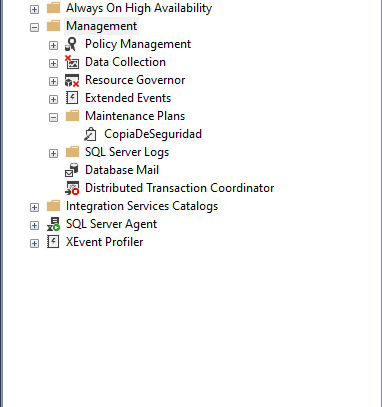 Always On High Availability
Management
Policy Management
Data Collection
Resource Governor
Extended Events
Maintenance Plans
CopiaDeSeguridad
SQL Server Logs
Database Mail
Distributed Transaction Coordinator
Integration Services Catalogs
SQL Server Agent
XEvent Profiler